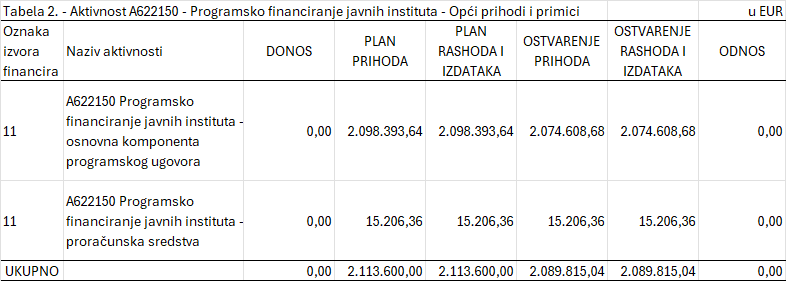 Tabela 2. - Aktivnost A622150 - Programsko financiranje javnih instituta - Opći prihodi i primici u EUR
Oznaka izvora financira Naziv aktivnosti DONOS PLAN PRIHODA PLAN RASHODA I IZDATAKA OSTVARENJE PRIHODA OSTVARENJE RASHODA I IZDATAKA ODNOS
11 A622150 Programsko financiranje javnih instituta - osnovna komponenta programskog ugovora 0,00 2.098.393,64 2.098.393,64 2.074.608,68 2.074.608,68 0,00
11 A622150 Programsko financiranje javnih instituta - proračunska sredstva 0,00 15.206,36 15.206,36 15.206,36 15.206,36 0,00
UKUPNO 0,00 2.113.600,00 2.113.600,00 2.089.815,04 2.089.815,04 0,00